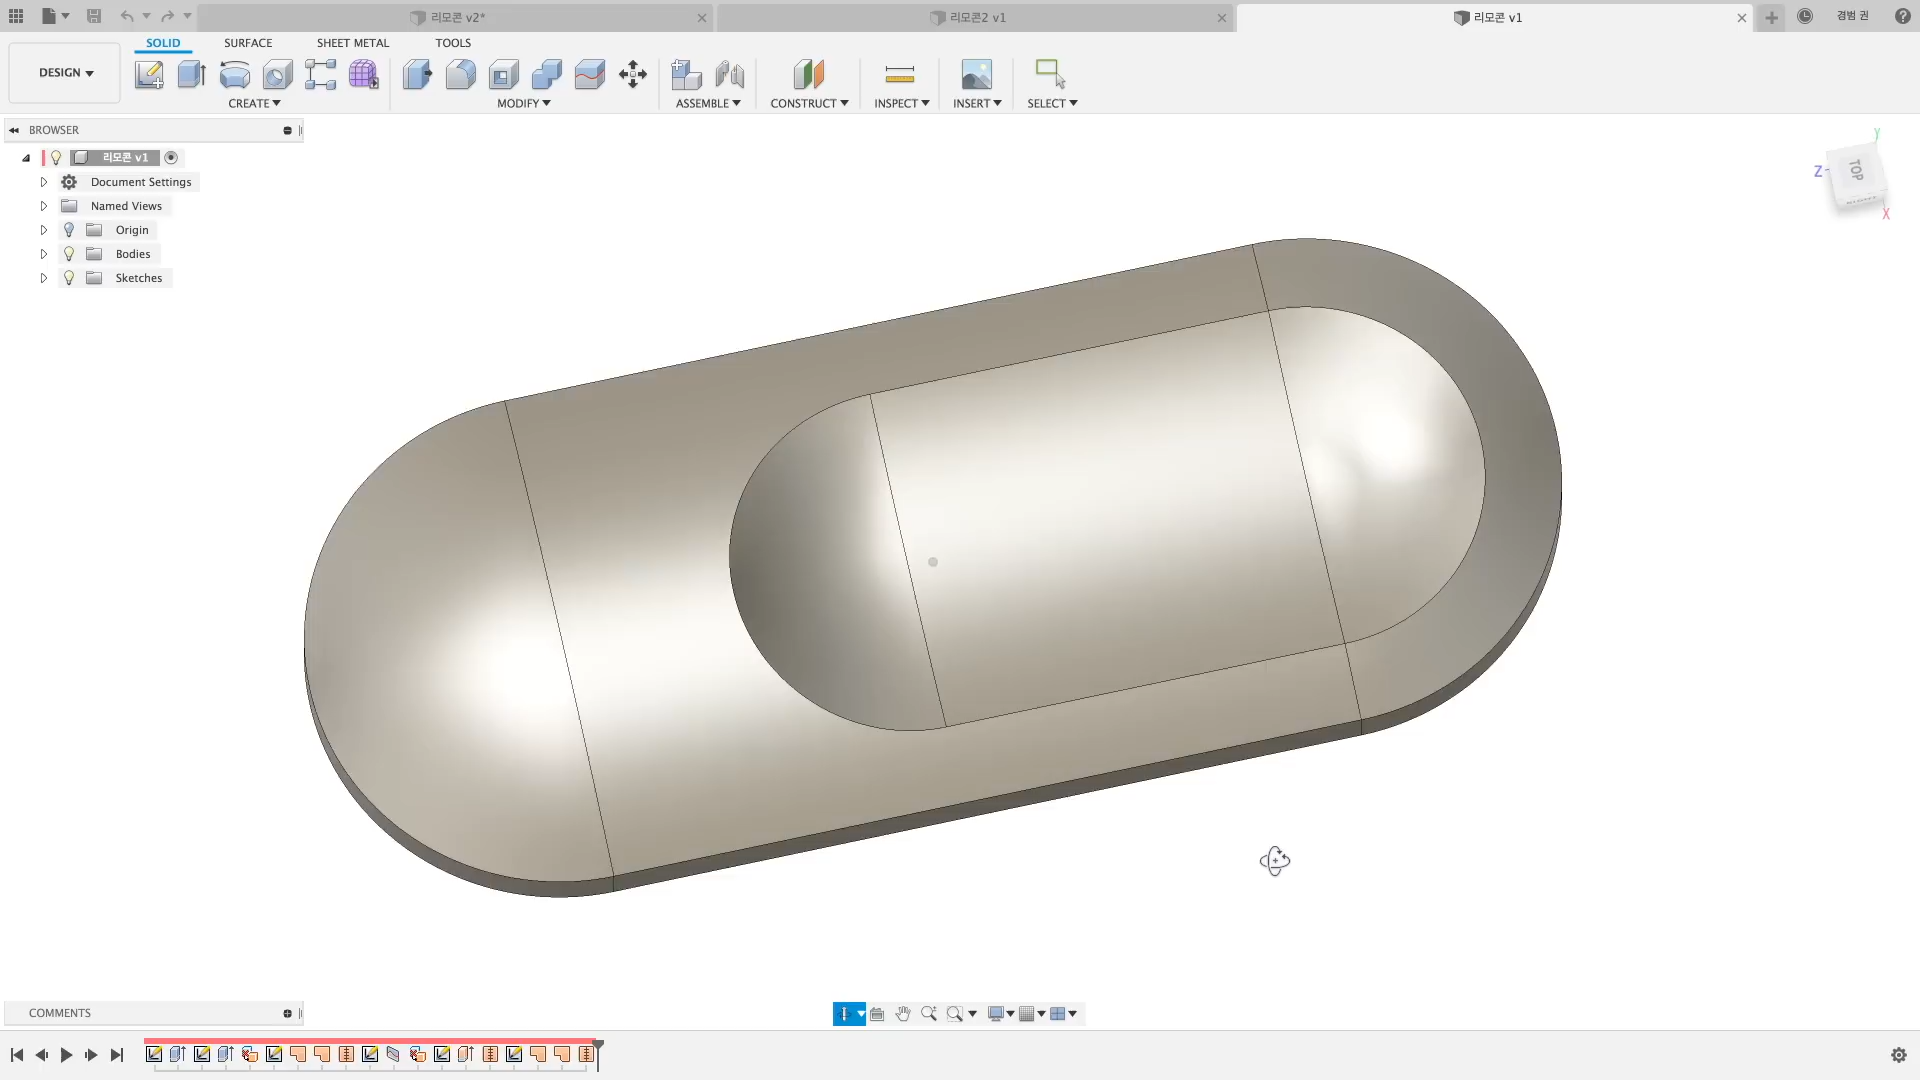 리모콘 v2*
리모콘2 v1
리모콘 v1
경범 권
DESIGN
SOLID
SURFACE
SHEET METAL
TOOLS
CREATE
MODIFY
ASSEMBLE
CONSTRUCT
INSPECT
INSERT
SELECT
BROWSER
리모콘 v1
Document Settings
Named Views
Origin
Bodies
Sketches
Y
Z
TOP
RIGHT
X
COMMENTS